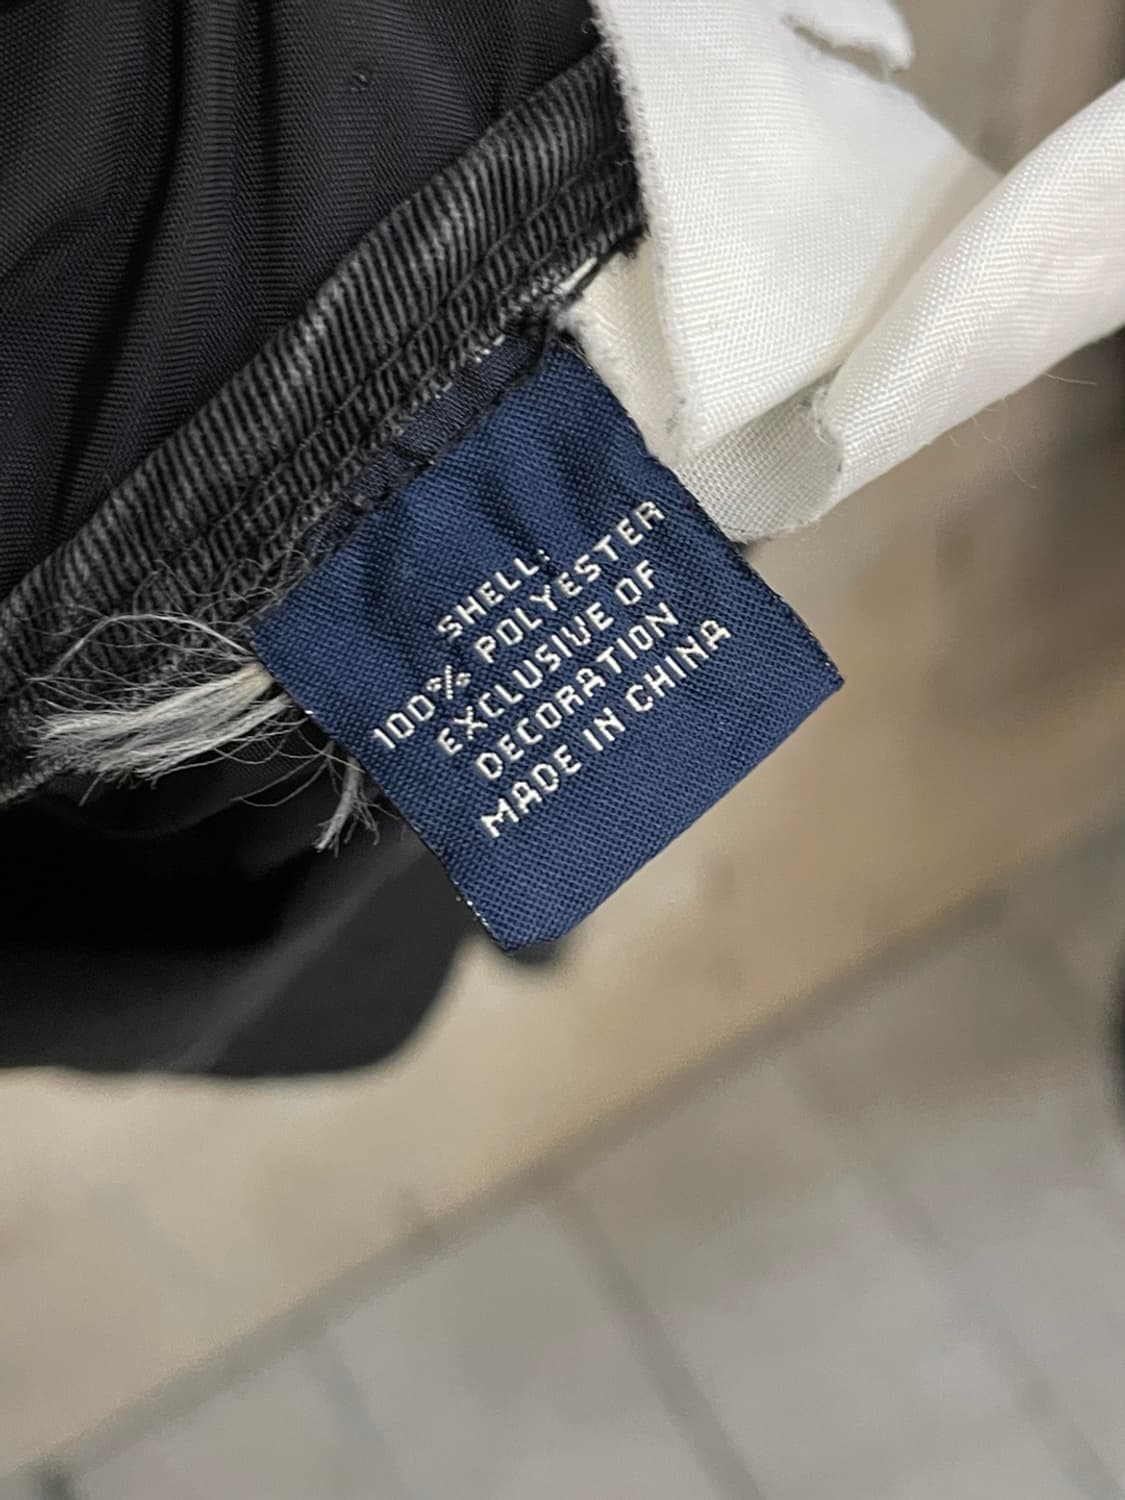 SHELL:
100% POLYESTER
EXCLUSIVE OF
DECORATION
MADE IN CHINA